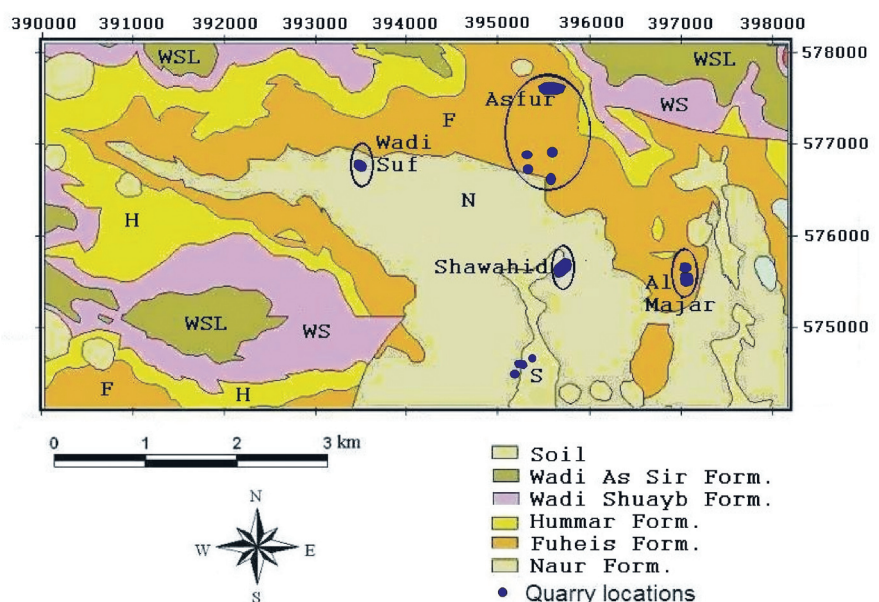 390000 391000 392000 393000 394000 395000 396000 397000 398000
578000
WSL
WSL
Asfur
WS
F
577000
Wadi
Suf
N
H
576000
Shawahid
Al
Majar
WSL
WS
575000
S
F
H
0 1 2 3 km
N
W E
S
Soil
Wadi As Sir Form.
Wadi Shuayb Form.
Hummar Form.
Fuheis Form.
Naur Form.
Quarry locations